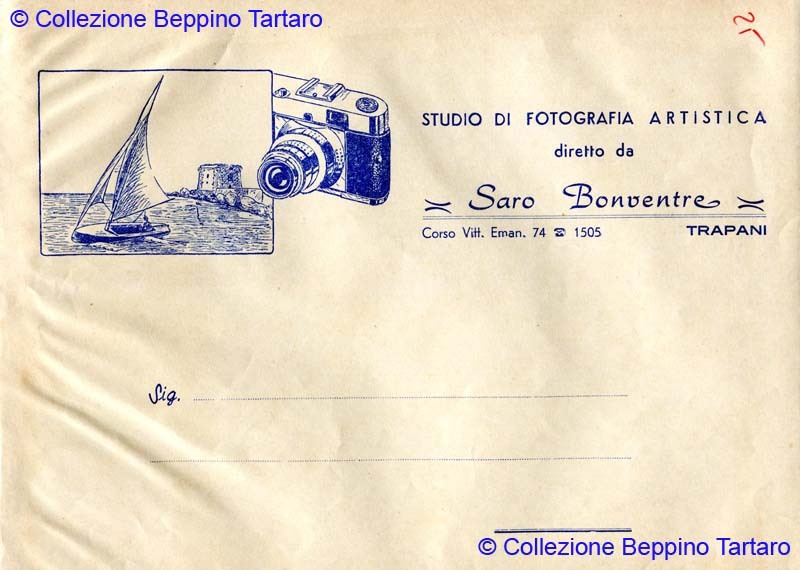 © Collezione Beppino Tartaro
STUDIO DI FOTOGRAFIA ARTISTICA
diretto da
Saro Bonventre
Corso Vitt. Eman. 74 ☎ 1505 TRAPANI
Sig.
© Collezione Beppino Tartaro